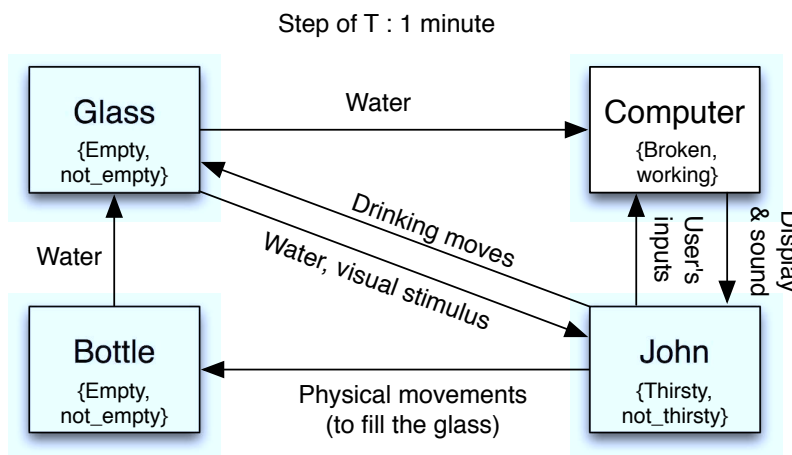 Step of T : 1 minute
Glass
{Empty,
not_empty}
Water
Computer
{Broken,
working}
Drinking moves
Water, visual stimulus
Water
User's
inputs
Display
& sound
Bottle
{Empty,
not_empty}
Physical movements
(to fill the glass)
John
{Thirsty,
not_thirsty}